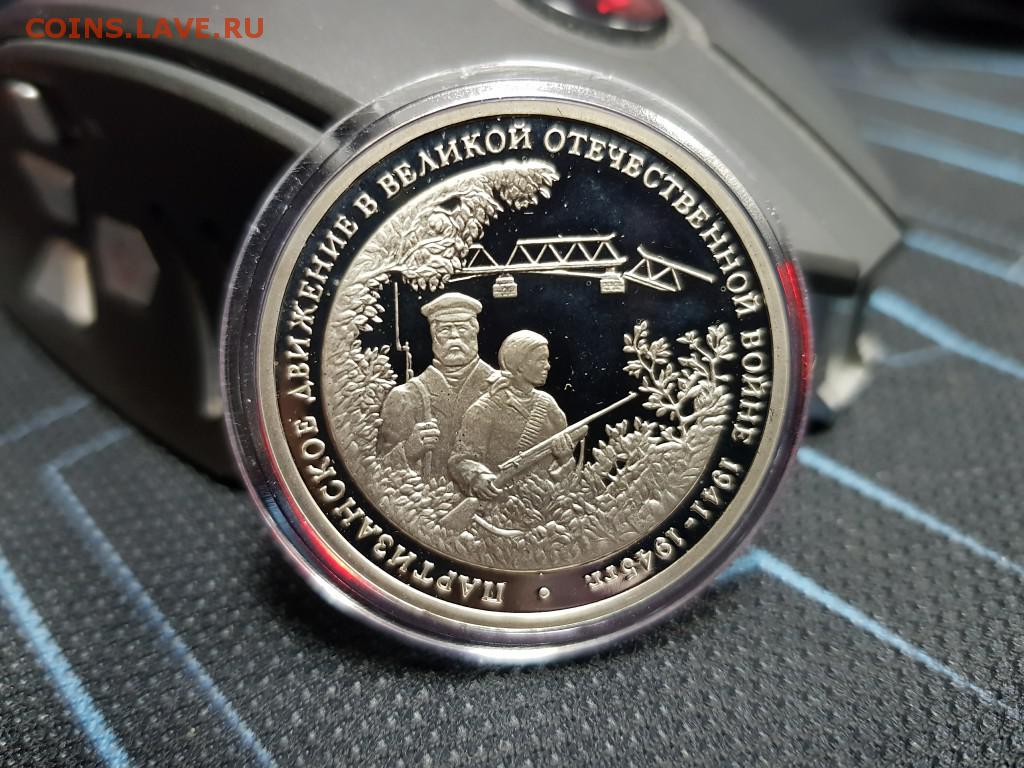 COINS.LAVE.RU
ПАРТИЗАНСКОЕ ДВИЖЕНИЕ В ВЕЛИКОЙ ОТЕЧЕСТВЕННОЙ ВОЙНЕ 1941-1945гг. •